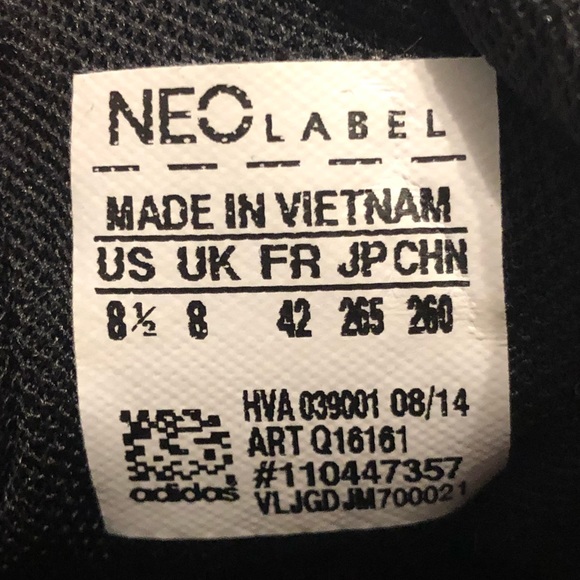 NEO LABEL
MADE IN VIETNAM
US UK FR JP CHN
8½ 8 42 265 260
HVA 039001 08/14
ART Q16161
#110447357
adidas
VLJGDJM700021